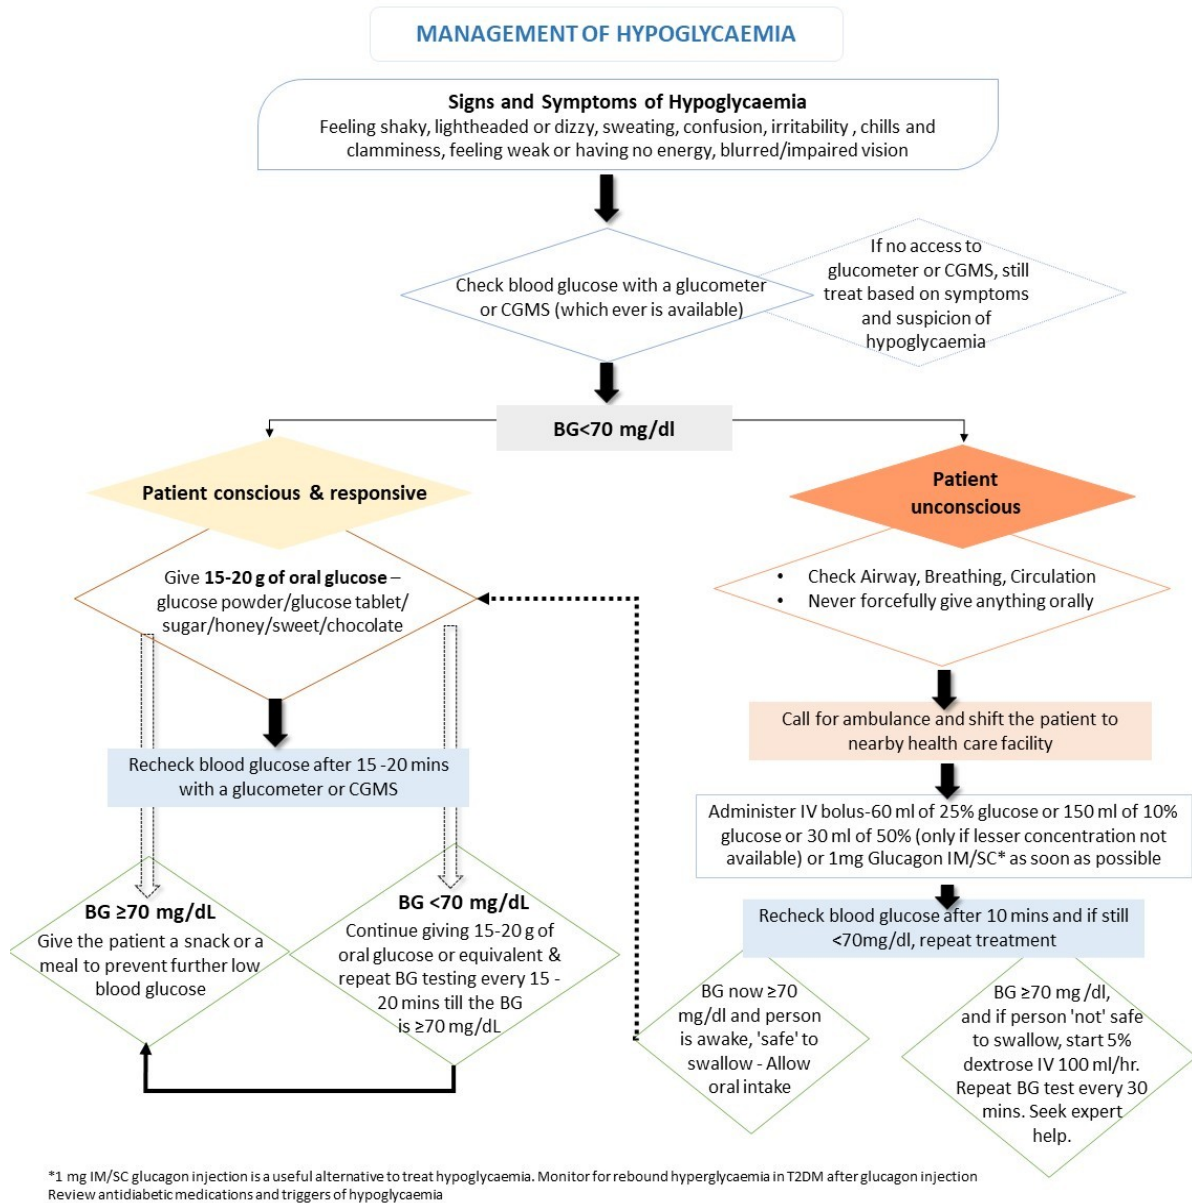 MANAGEMENT OF HYPOGLYCAEMIA
Signs and Symptoms of Hypoglycaemia
Feeling shaky, lightheaded or dizzy, sweating, confusion, irritability , chills and
clamminess, feeling weak or having no energy, blurred/impaired vision
Check blood glucose with a glucometer
or CGMS (which ever is available)
If no access to
glucometer or CGMS, still
treat based on symptoms
and suspicion of
hypoglycaemia
BG<70 mg/dl
Patient conscious & responsive
Give 15-20 g of oral glucose –
glucose powder/glucose tablet/
sugar/honey/sweet/chocolate
Recheck blood glucose after 15 -20 mins
with a glucometer or CGMS
BG ≥70 mg/dL
Give the patient a snack or a
meal to prevent further low
blood glucose
BG <70 mg/dL
Continue giving 15-20 g of
oral glucose or equivalent &
repeat BG testing every 15 -
20 mins till the BG
is ≥70 mg/dL
Patient
unconscious
• Check Airway, Breathing, Circulation
• Never forcefully give anything orally
Call for ambulance and shift the patient to
nearby health care facility
Administer IV bolus-60 ml of 25% glucose or 150 ml of 10%
glucose or 30 ml of 50% (only if lesser concentration not
available) or 1mg Glucagon IM/SC* as soon as possible
Recheck blood glucose after 10 mins and if still
<70mg/dl, repeat treatment
BG now ≥70
mg/dl and person
is awake, 'safe' to
swallow - Allow
oral intake
BG ≥70 mg /dl,
and if person 'not' safe
to swallow, start 5%
dextrose IV 100 ml/hr.
Repeat BG test every 30
mins. Seek expert
help.
*1 mg IM/SC glucagon injection is a useful alternative to treat hypoglycaemia. Monitor for rebound hyperglycaemia in T2DM after glucagon injection
Review antidiabetic medications and triggers of hypoglycaemia